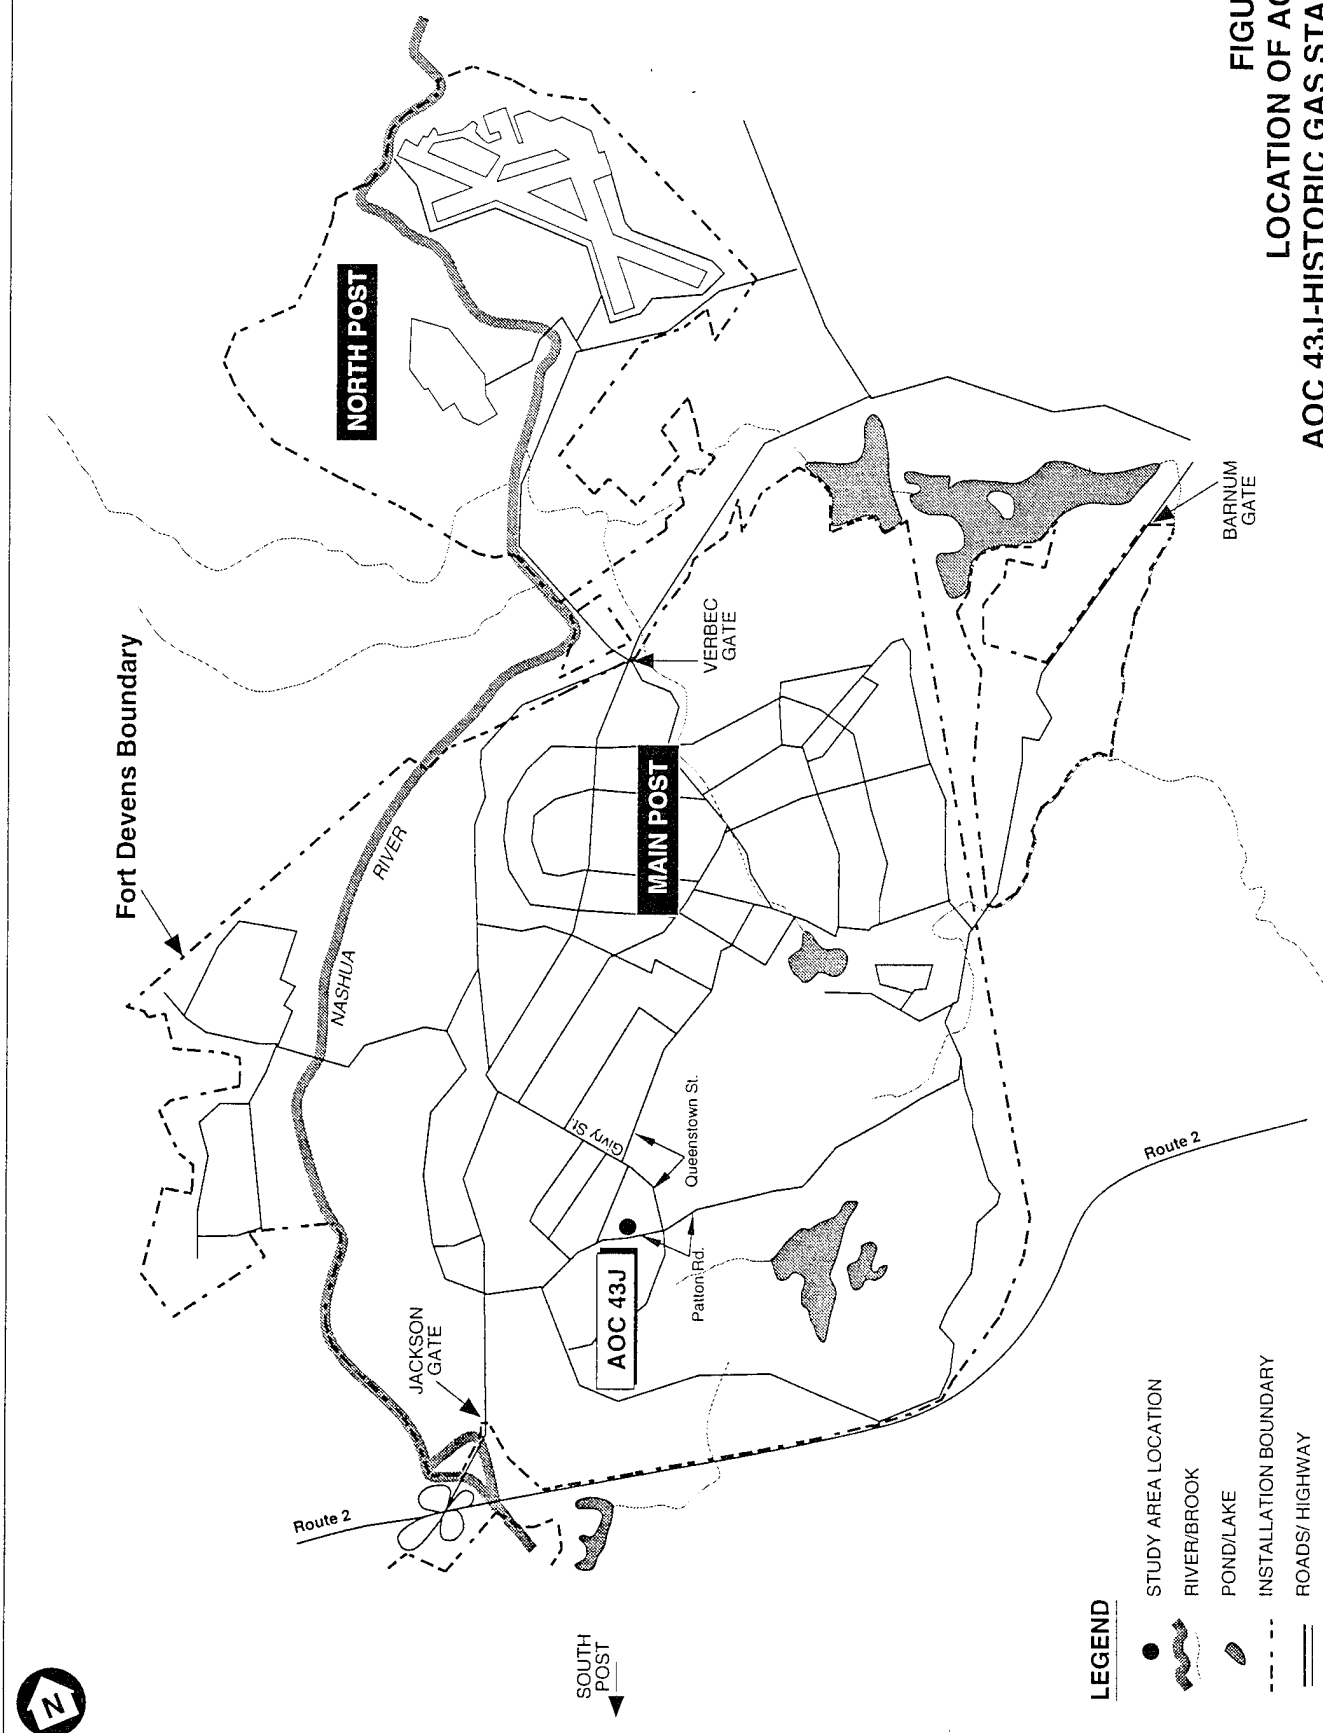 FIGU
LOCATION OF AO
AOC 43J-HISTORIC GAS STA
NORTH POST
Fort Devens Boundary
NASHUA
RIVER
VERBEC
GATE
BARNUM
GATE
MAIN POST
Givry St.
Queenstown St.
Patton Rd.
AOC 43J
JACKSON
GATE
Route 2
Route 2
SOUTH
POST
N
LEGEND
STUDY AREA LOCATION
RIVER/BROOK
POND/LAKE
INSTALLATION BOUNDARY
ROADS/ HIGHWAY